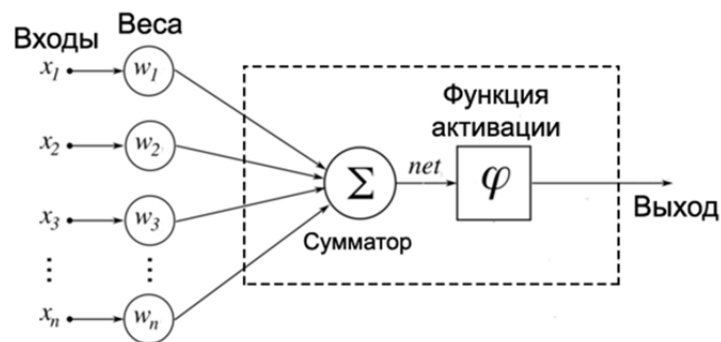 Входы
Веса
x₁
w₁
x₂
w₂
x₃
w₃
⋮
⋮
xₙ
wₙ
Σ
Сумматор
net
Функция
активации
φ
Выход